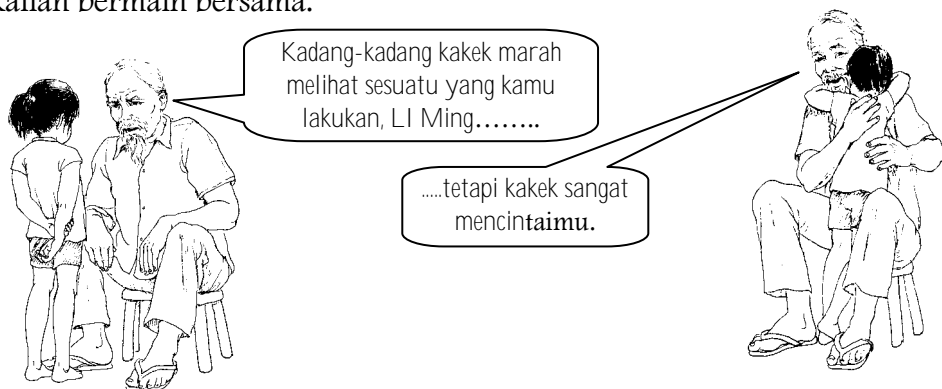 kalian bermain bersama.
Kadang-kadang kakek marah
melihat sesuatu yang kamu
lakukan, LI Ming……..
.....tetapi kakek sangat
mencintaimu.